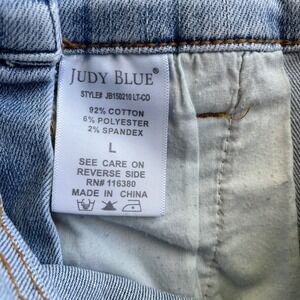 JUDY BLUE®
STYLE# JB150210 LT-CO
92% COTTON
6% POLYESTER
2% SPANDEX
L
SEE CARE ON
REVERSE SIDE
RN# 116380
MADE IN CHINA